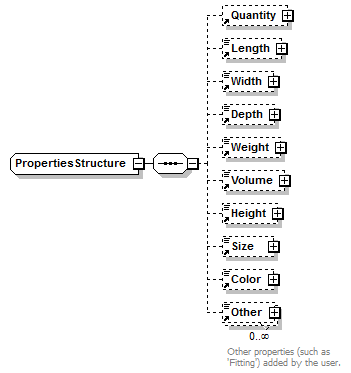 Quantity
Length
Width
Depth
PropertiesStructure
Weight
Volume
Height
Size
Color
Other
0..∞
Other properties (such as
'Fitting') added by the user.